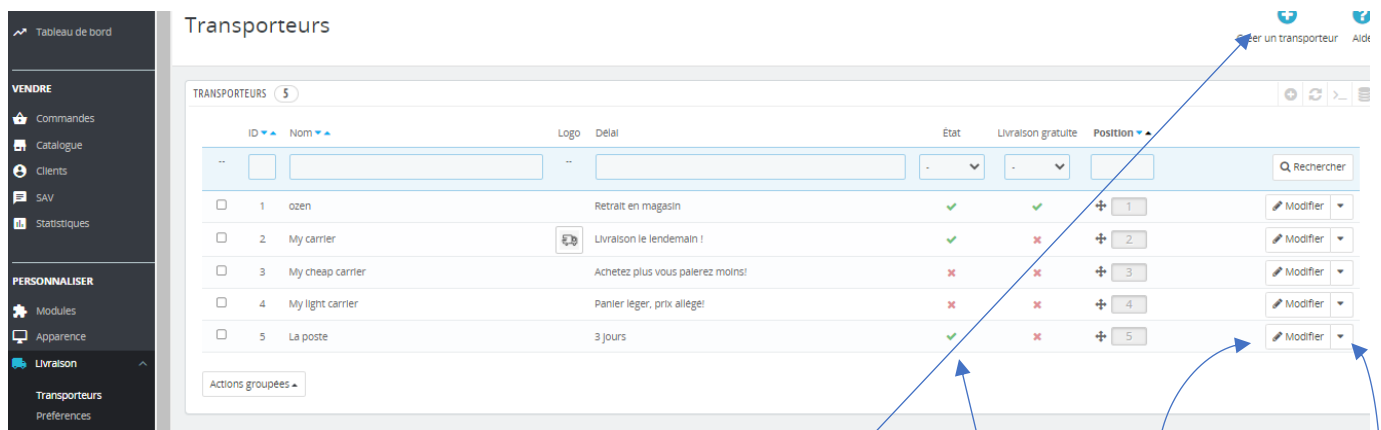 Tableau de bord
Transporteurs
Créer un transporteur Aide
VENDRE
Commandes
Catalogue
Clients
SAV
Statistiques
PERSONNALISER
Modules
Apparence
Livraison
Transporteurs
Préférences
TRANSPORTEURS 5
ID Nom Logo Délai État Livraison gratuite Position
-- -- - - Rechercher
1 ozen Retrait en magasin 1 Modifier
2 My carrier Livraison le lendemain ! 2 Modifier
3 My cheap carrier Achetez plus vous paierez moins! 3 Modifier
4 My light carrier Panier léger, prix allégé! 4 Modifier
5 La poste 3 jours 5 Modifier
Actions groupées